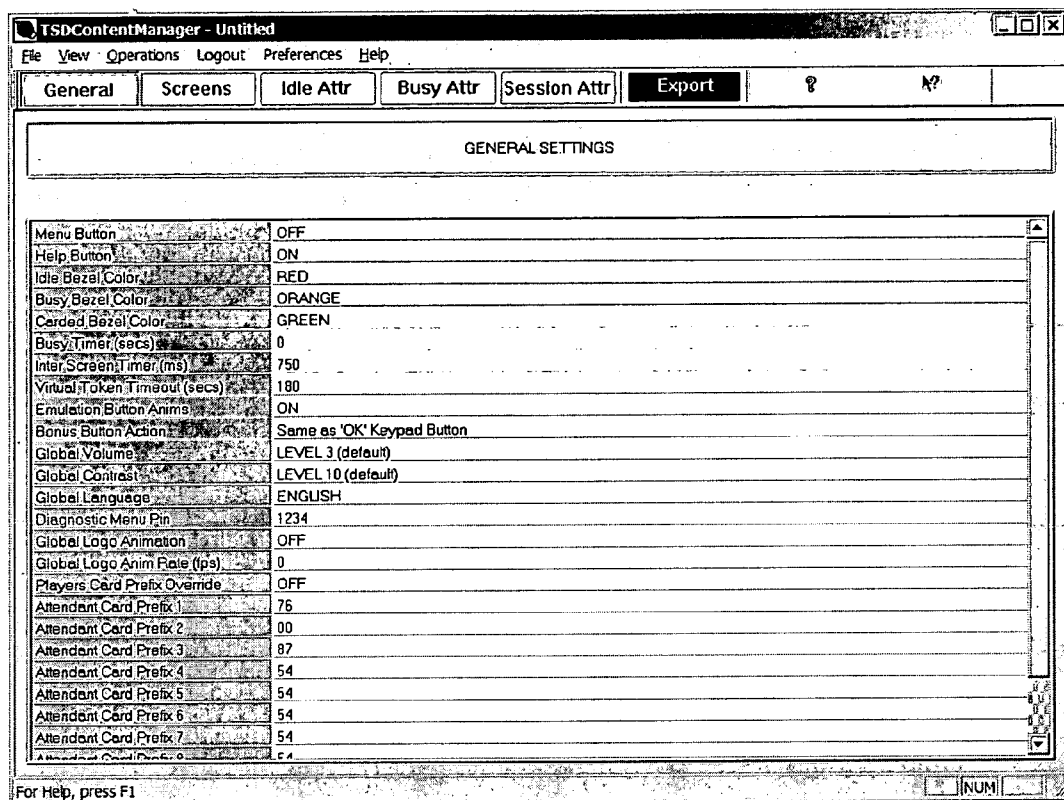 TSDContentManager - Untitled
File View Operations Logout Preferences Help
General Screens Idle Attr Busy Attr Session Attr Export ? ?
GENERAL SETTINGS
Menu Button OFF
Help Button ON
Idle Bezel Color RED
Busy Bezel Color ORANGE
Carded Bezel Color GREEN
Busy Timer (secs) 0
Inter Screen Timer (ms) 750
Virtual Token Timeout (secs) 180
Emulation Button Anims ON
Bonus Button Action Same as 'OK' Keypad Button
Global Volume LEVEL 3 (default)
Global Contrast LEVEL 10 (default)
Global Language ENGLISH
Diagnostic Menu Pin 1234
Global Logo Animation OFF
Global Logo Anim Rate (fps) 0
Players Card Prefix Override OFF
Attendant Card Prefix 1 76
Attendant Card Prefix 2 00
Attendant Card Prefix 3 87
Attendant Card Prefix 4 54
Attendant Card Prefix 5 54
Attendant Card Prefix 6 54
Attendant Card Prefix 7 54
Attendant Card Prefix 54
For Help, press F1 NUM